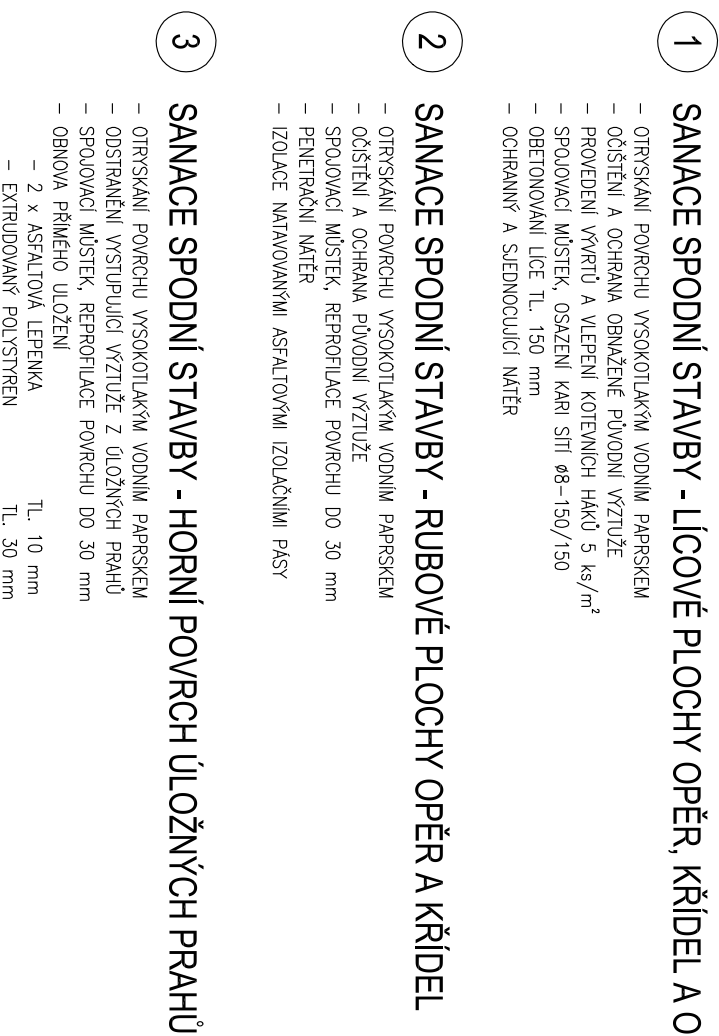 1 SANACE SPODNÍ STAVBY - LÍCOVÉ PLOCHY OPĚR, KŘÍDEL A O
- OTRYSKÁNÍ POVRCHU VYSOKOTLAKÝM VODNÍM PAPRSKEM
- OČIŠTĚNÍ A OCHRANA OBNAŽENÉ PŮVODNÍ VÝZTUŽE
- PROVEDENÍ VÝVRTŮ A VLEPENÍ KOTEVNÍCH HÁKŮ 5 ks/m²
- SPOJOVACÍ MŮSTEK, OSAZENÍ KARI SÍTÍ ø8-150/150
- OBETONOVÁNÍ LÍCE TL. 150 mm
- OCHRANNÝ A SJEDNOCUJÍCÍ NÁTĚR
2 SANACE SPODNÍ STAVBY - RUBOVÉ PLOCHY OPĚR A KŘÍDEL
- OTRYSKÁNÍ POVRCHU VYSOKOTLAKÝM VODNÍM PAPRSKEM
- OČIŠTĚNÍ A OCHRANA PŮVODNÍ VÝZTUŽE
- SPOJOVACÍ MŮSTEK, REPROFILACE POVRCHU DO 30 mm
- PENETRAČNÍ NÁTĚR
- IZOLACE NATAVOVANÝMI ASFALTOVÝMI IZOLAČNÍMI PÁSY
3 SANACE SPODNÍ STAVBY - HORNÍ POVRCH ÚLOŽNÝCH PRAHŮ
- OTRYSKÁNÍ POVRCHU VYSOKOTLAKÝM VODNÍM PAPRSKEM
- ODSTRANĚNÍ VYSTUPUJÍCÍ VÝZTUŽE Z ÚLOŽNÝCH PRAHŮ
- SPOJOVACÍ MŮSTEK, REPROFILACE POVRCHU DO 30 mm
- OBNOVA PŘÍMÉHO ULOŽENÍ
- 2 x ASFALTOVÁ LEPENKA TL. 10 mm
- EXTRUDOVANÝ POLYSTYREN TL. 30 mm